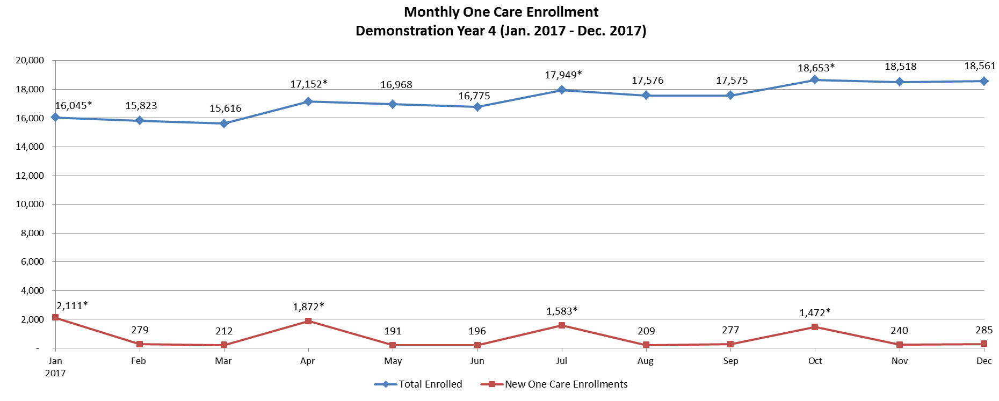 Monthly One Care Enrollment
Demonstration Year 4 (Jan. 2017 - Dec. 2017)
20,000
18,000
16,000
14,000
12,000
10,000
8,000
6,000
4,000
2,000
-
16,045* 15,823 15,616 17,152* 16,968 16,775 17,949* 17,576 17,575 18,653* 18,518 18,561
2,111* 279 212 1,872* 191 196 1,583* 209 277 1,472* 240 285
Jan Feb Mar Apr May Jun Jul Aug Sep Oct Nov Dec
2017
Total Enrolled New One Care Enrollments